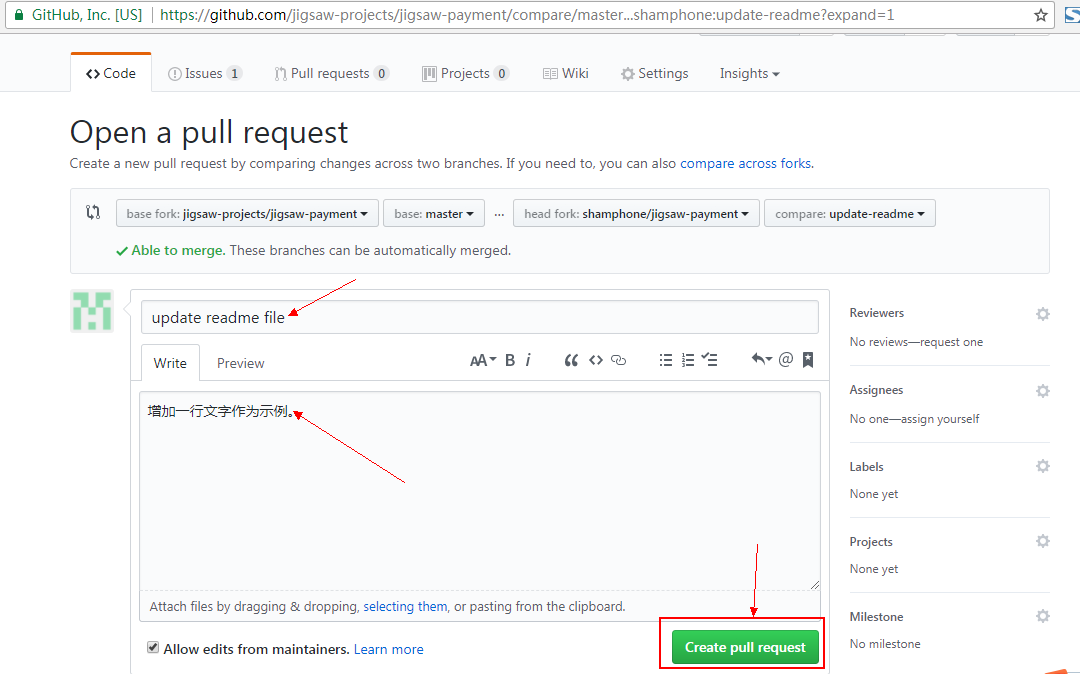 GitHub, Inc. [US] https://github.com/jigsaw-projects/jigsaw-payment/compare/master...shamphone:update-readme?expand=1
Code Issues 1 Pull requests 0 Projects 0 Wiki Settings Insights
Open a pull request
Create a new pull request by comparing changes across two branches. If you need to, you can also compare across forks.
base fork: jigsaw-projects/jigsaw-payment base: master ... head fork: shamphone/jigsaw-payment compare: update-readme
Able to merge. These branches can be automatically merged.
update readme file
Write Preview AA B i
增加一行文字作为示例。
Attach files by dragging & dropping, selecting them, or pasting from the clipboard.
Allow edits from maintainers. Learn more
Create pull request
Reviewers
No reviews—request one
Assignees
No one—assign yourself
Labels
None yet
Projects
None yet
Milestone
No milestone